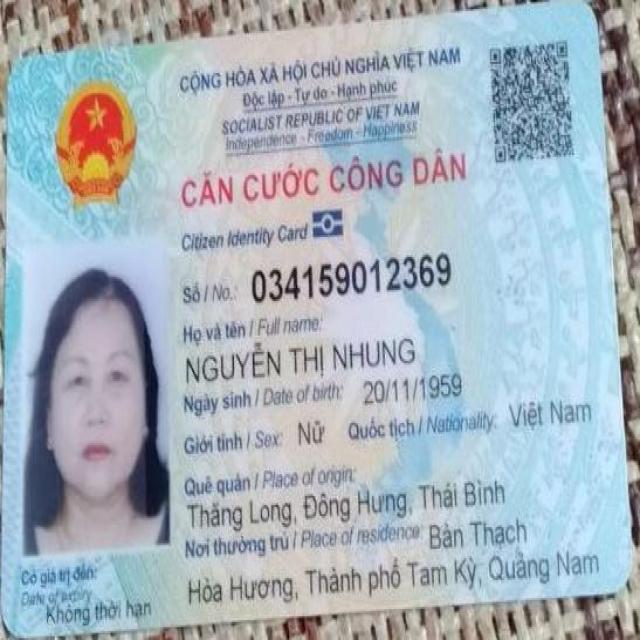 CỘNG HÒA XÃ HỘI CHỦ NGHĨA VIỆT NAM
Độc lập - Tự do - Hạnh phúc
SOCIALIST REPUBLIC OF VIET NAM
Independence - Freedom - Happiness
CĂN CƯỚC CÔNG DÂN
Citizen Identity Card
Số / No.: 034159012369
Họ và tên / Full name:
NGUYỄN THỊ NHUNG
Ngày sinh / Date of birth: 20/11/1959
Giới tính / Sex: Nữ Quốc tịch / Nationality: Việt Nam
Quê quán / Place of origin:
Thăng Long, Đông Hưng, Thái Bình
Nơi thường trú / Place of residence: Bàn Thạch
Hòa Hương, Thành phố Tam Kỳ, Quảng Nam
Có giá trị đến:
Date of expiry
Không thời hạn